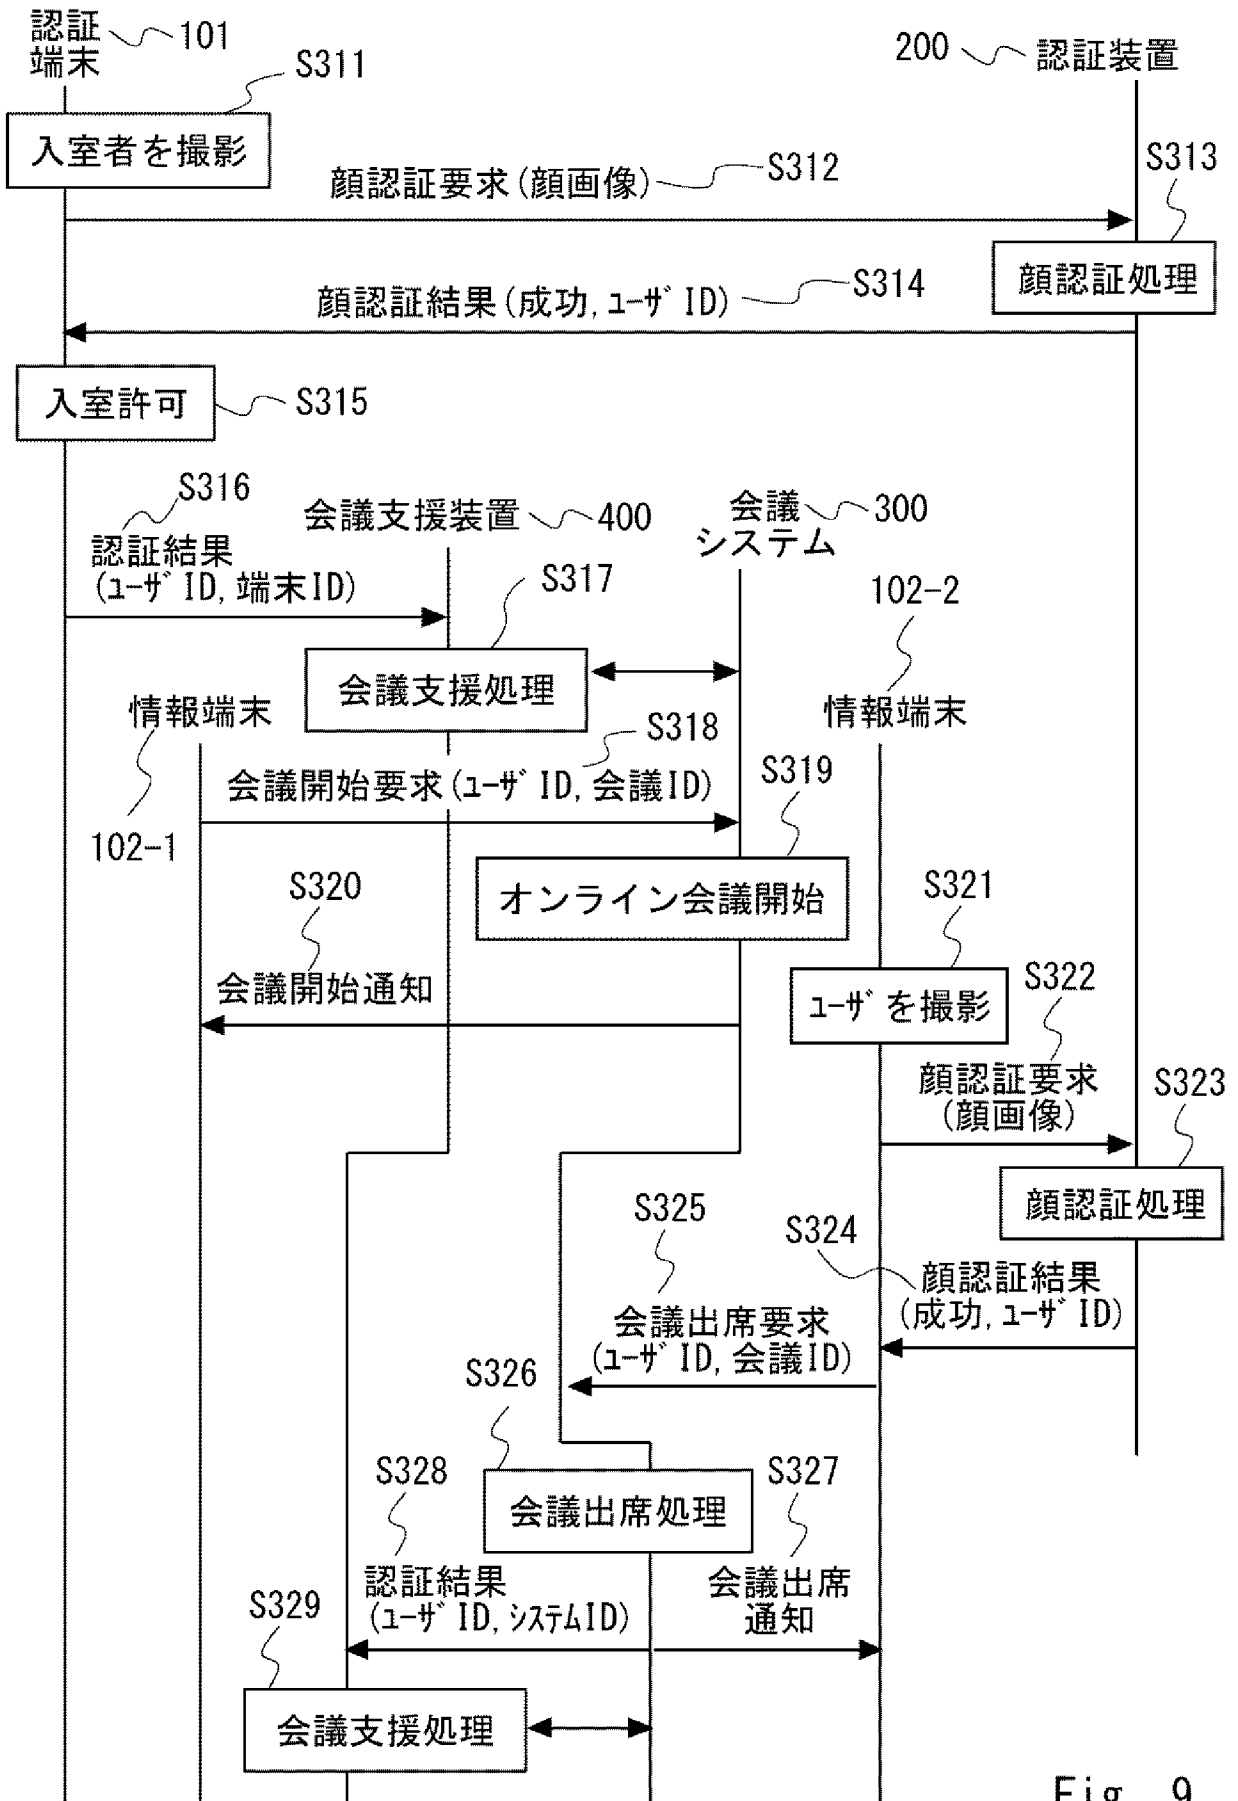 認証
端末
101
S311
200
認証装置
入室者を撮影
S313
顔認証要求(顔画像)
S312
顔認証処理
顔認証結果(成功,ユーザID)
S314
入室許可
S315
S316
認証結果
(ユーザID,端末ID)
会議支援装置
400
会議
システム
300
S317
102-2
会議支援処理
情報端末
情報端末
S318
会議開始要求(ユーザID,会議ID)
S319
102-1
S320
オンライン会議開始
S321
会議開始通知
ユーザを撮影
S322
顔認証要求
(顔画像)
S323
顔認証処理
S325
S324
顔認証結果
(成功,ユーザID)
会議出席要求
(ユーザID,会議ID)
S326
S328
S327
会議出席処理
認証結果
(ユーザID,システムID)
会議出席
通知
S329
会議支援処理
Fig. 9